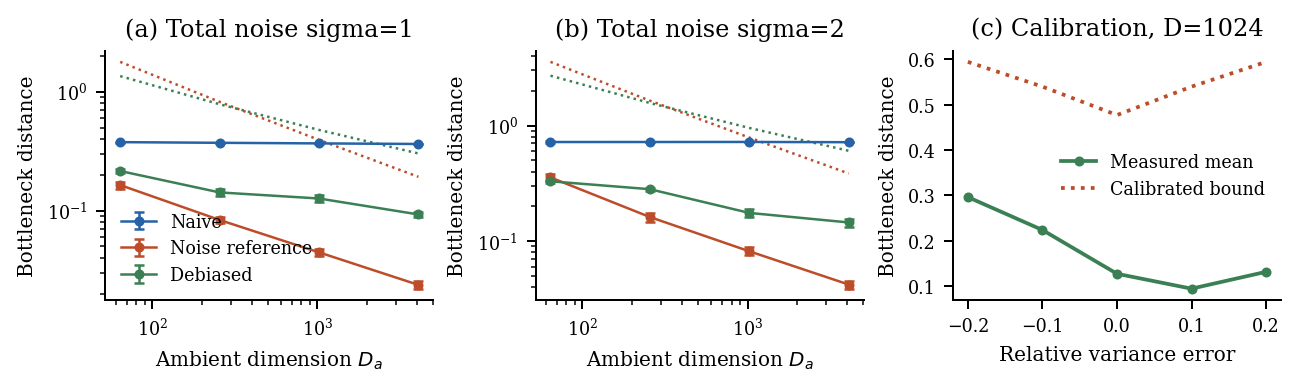 (a) Total noise sigma=1
Bottleneck distance
10⁰
10⁻¹
Naive
Noise reference
Debiased
10²
10³
Ambient dimension Dₐ
(b) Total noise sigma=2
Bottleneck distance
10⁰
10⁻¹
10²
10³
Ambient dimension Dₐ
(c) Calibration, D=1024
Bottleneck distance
0.6
0.5
0.4
0.3
0.2
0.1
Measured mean
Calibrated bound
−0.2
−0.1
0.0
0.1
0.2
Relative variance error